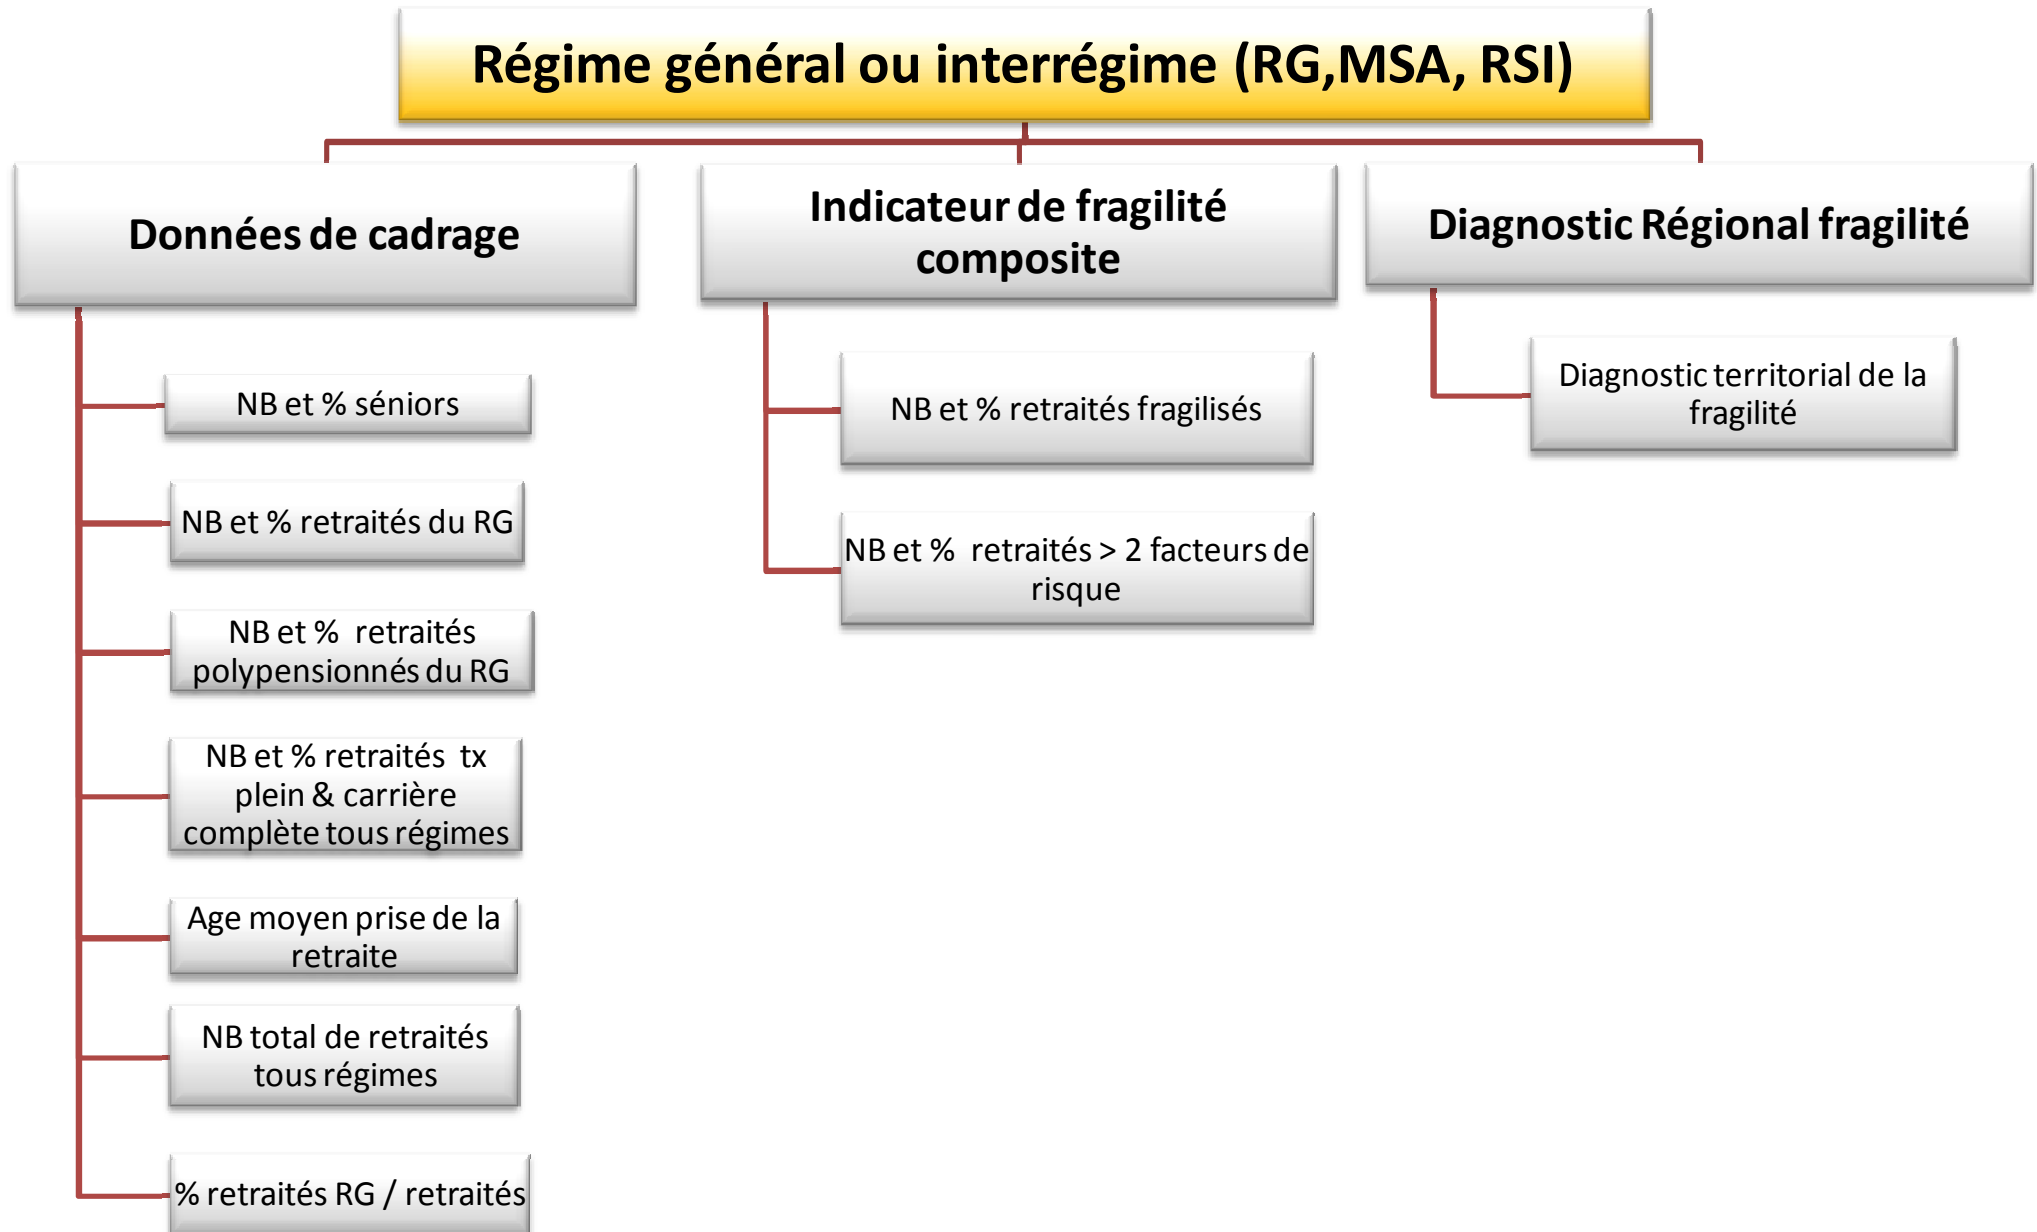 Régime général ou interrégime (RG,MSA, RSI)
Données de cadrage
NB et % séniors
NB et % retraités du RG
NB et % retraités
polypensionnés du RG
NB et % retraités tx
plein & carrière
complète tous régimes
Age moyen prise de la
retraite
NB total de retraités
tous régimes
% retraités RG / retraités
Indicateur de fragilité
composite
NB et % retraités fragilisés
NB et % retraités > 2 facteurs de
risque
Diagnostic Régional fragilité
Diagnostic territorial de la
fragilité